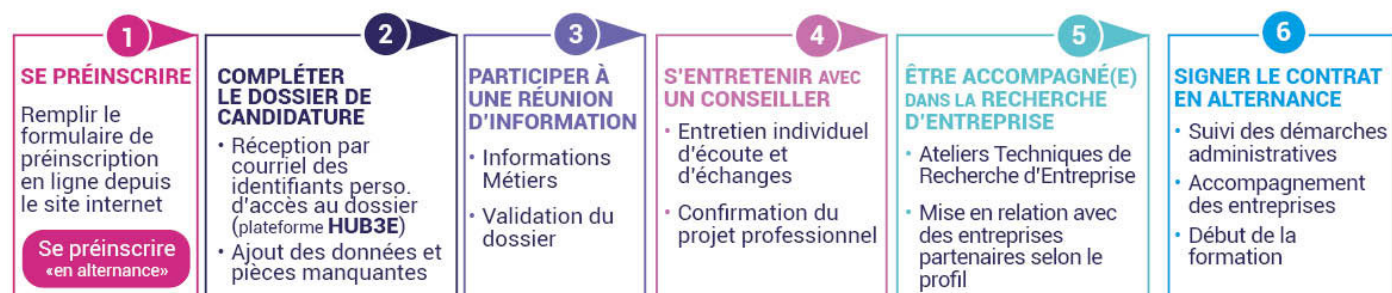 1
SE PRÉINSCRIRE
Remplir le
formulaire de
préinscription
en ligne depuis
le site internet
Se préinscrire
«en alternance»
2
COMPLÉTER
LE DOSSIER DE
CANDIDATURE
• Réception par
courriel des
identifiants perso.
d'accès au dossier
(plateforme HUB3E)
• Ajout des données et
pièces manquantes
3
PARTICIPER À
UNE RÉUNION
D'INFORMATION
• Informations
Métiers
• Validation du
dossier
4
S'ENTRETENIR AVEC
UN CONSEILLER
• Entretien individuel
d'écoute et
d'échanges
• Confirmation du
projet professionnel
5
ÊTRE ACCOMPAGNÉ(E)
DANS LA RECHERCHE
D'ENTREPRISE
• Ateliers Techniques de
Recherche d'Entreprise
• Mise en relation avec
des entreprises
partenaires selon le
profil
6
SIGNER LE CONTRAT
EN ALTERNANCE
• Suivi des démarches
administratives
• Accompagnement
des entreprises
• Début de la
formation